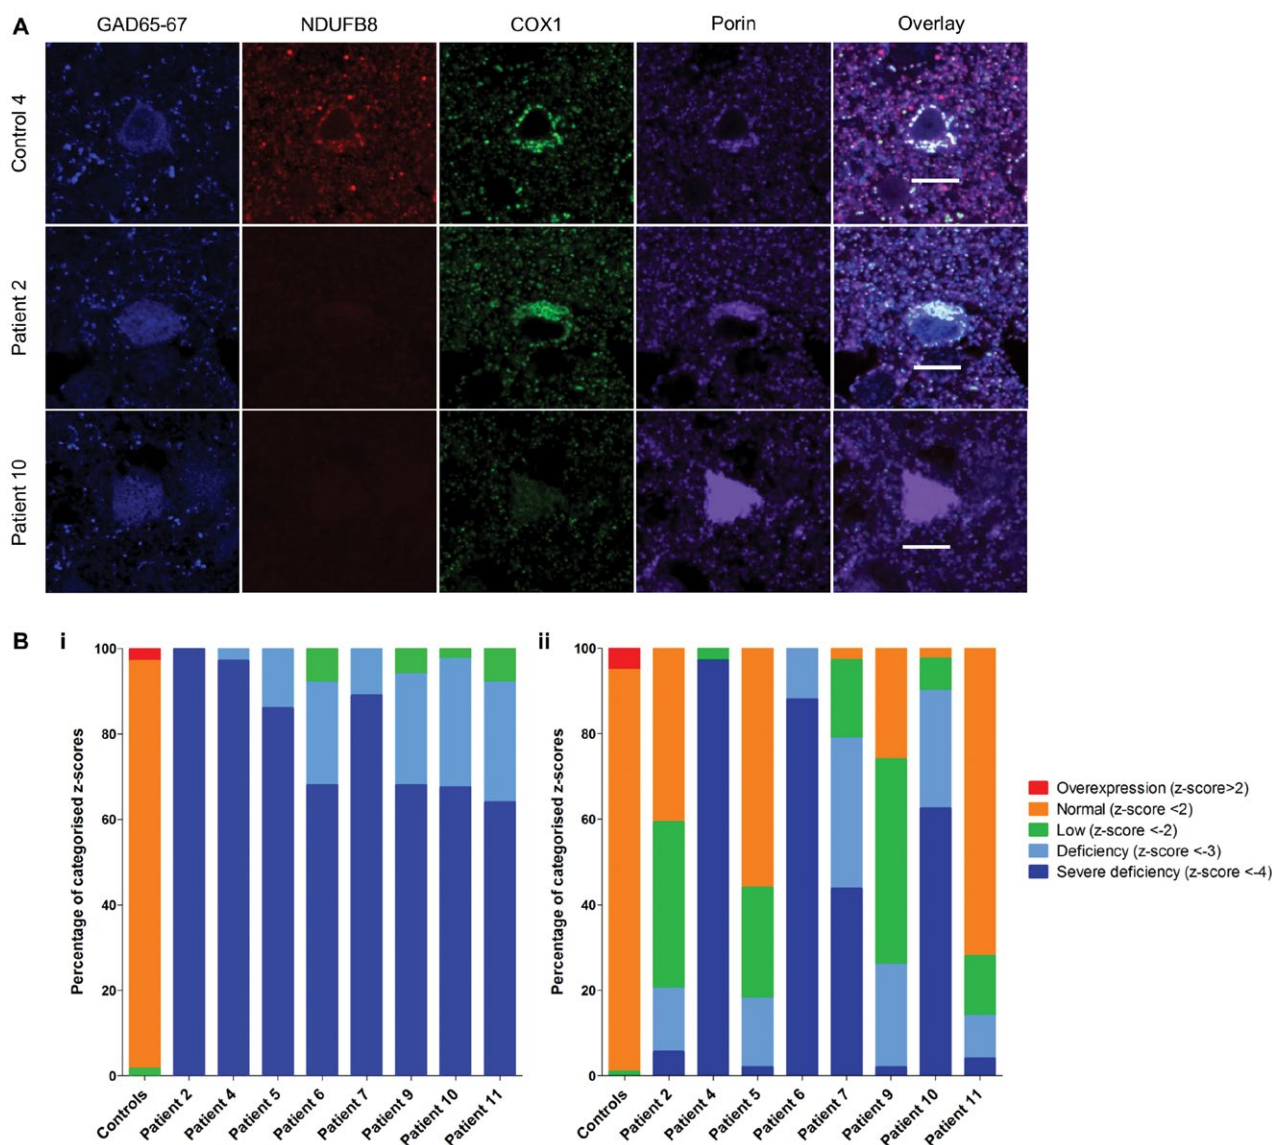 A
GAD65-67 NDUFB8 COX1 Porin Overlay
Control 4
Patient 2
Patient 10
B i ii
Percentage of categorised z-scores
100
80
60
40
20
0
Controls Patient 2 Patient 4 Patient 5 Patient 6 Patient 7 Patient 9 Patient 10 Patient 11
Percentage of categorised z-scores
100
80
60
40
20
0
Controls Patient 2 Patient 4 Patient 5 Patient 6 Patient 7 Patient 9 Patient 10 Patient 11
Overexpression (z-score>2)
Normal (z-score <2)
Low (z-score <-2)
Deficiency (z-score <-3)
Severe deficiency (z-score <-4)